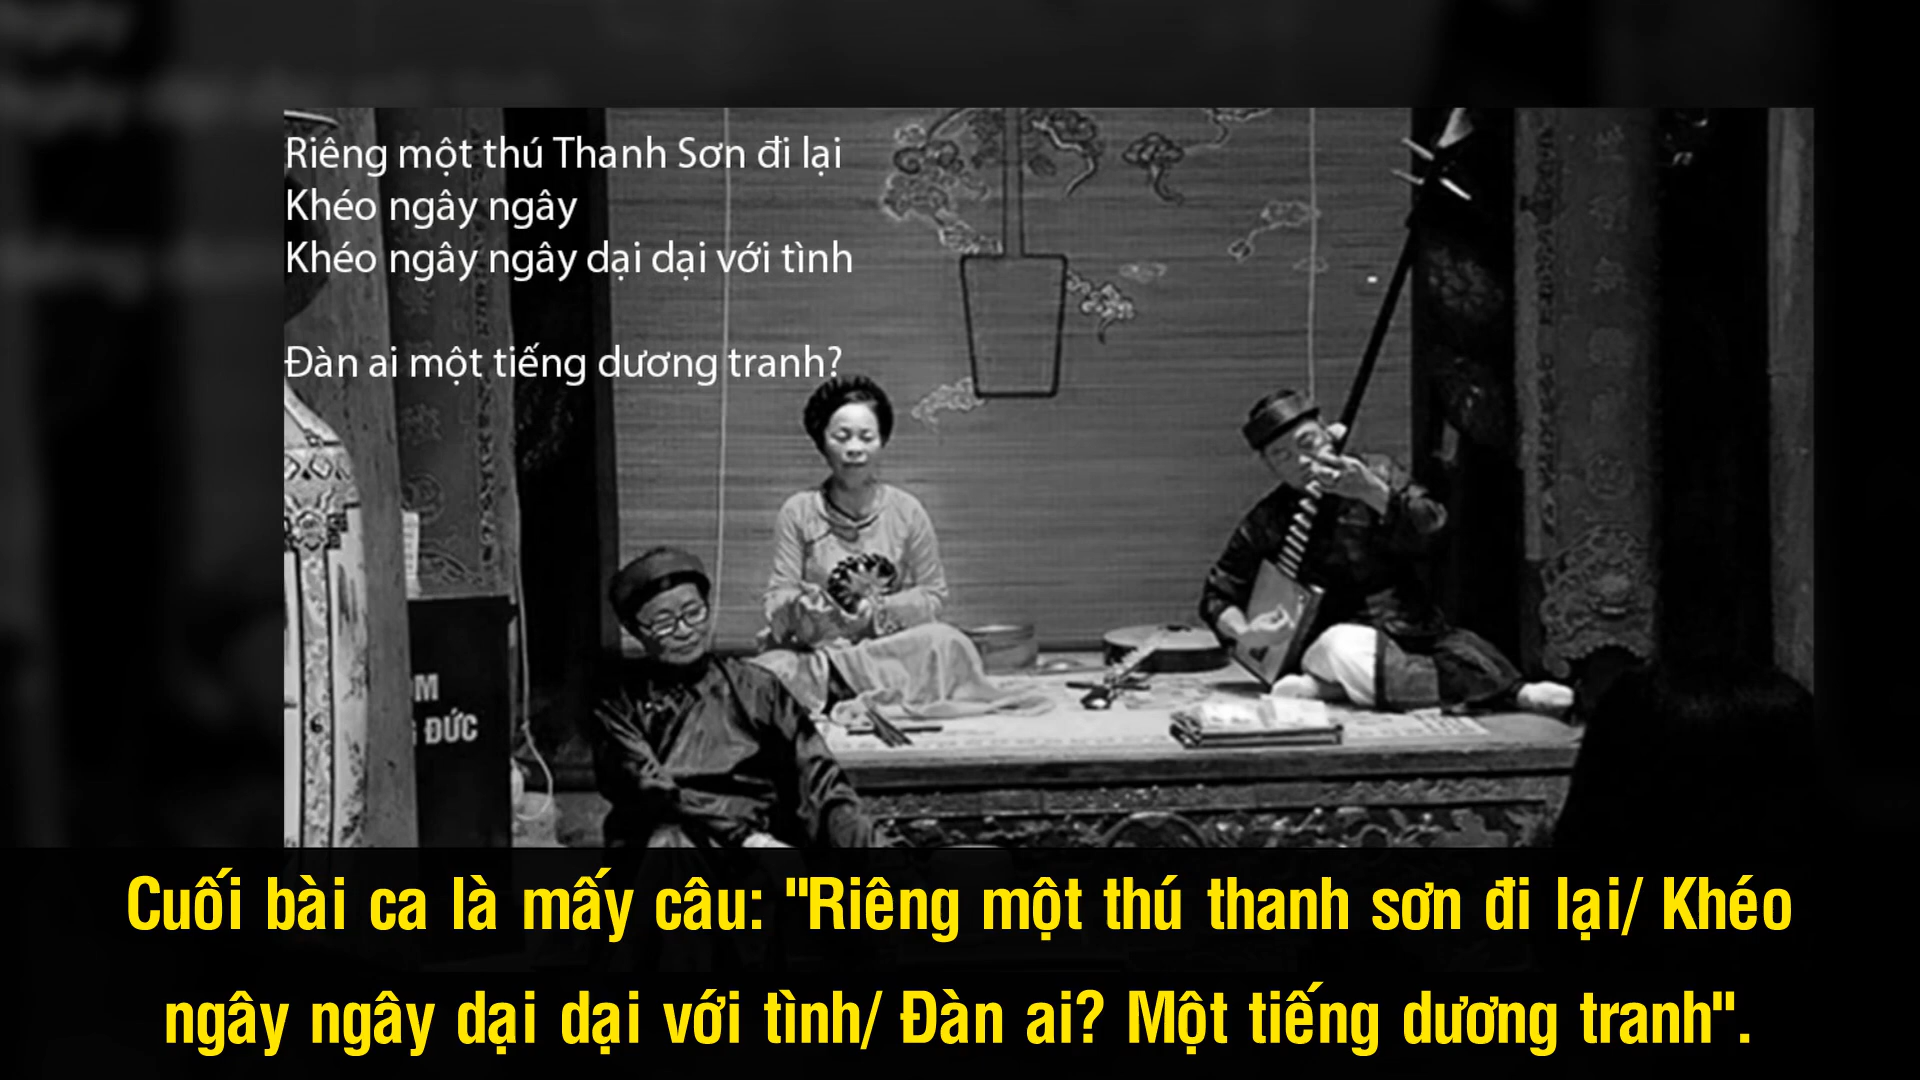 Riêng một thú Thanh Sơn đi lại
Khéo ngây ngây
Khéo ngây ngây dại dại với tình
Đàn ai một tiếng dương tranh?
ĐỨC
Cuối bài ca là mấy câu: "Riêng một thú thanh sơn đi lại/ Khéo
ngây ngây dại dại với tình/ Đàn ai? Một tiếng dương tranh".